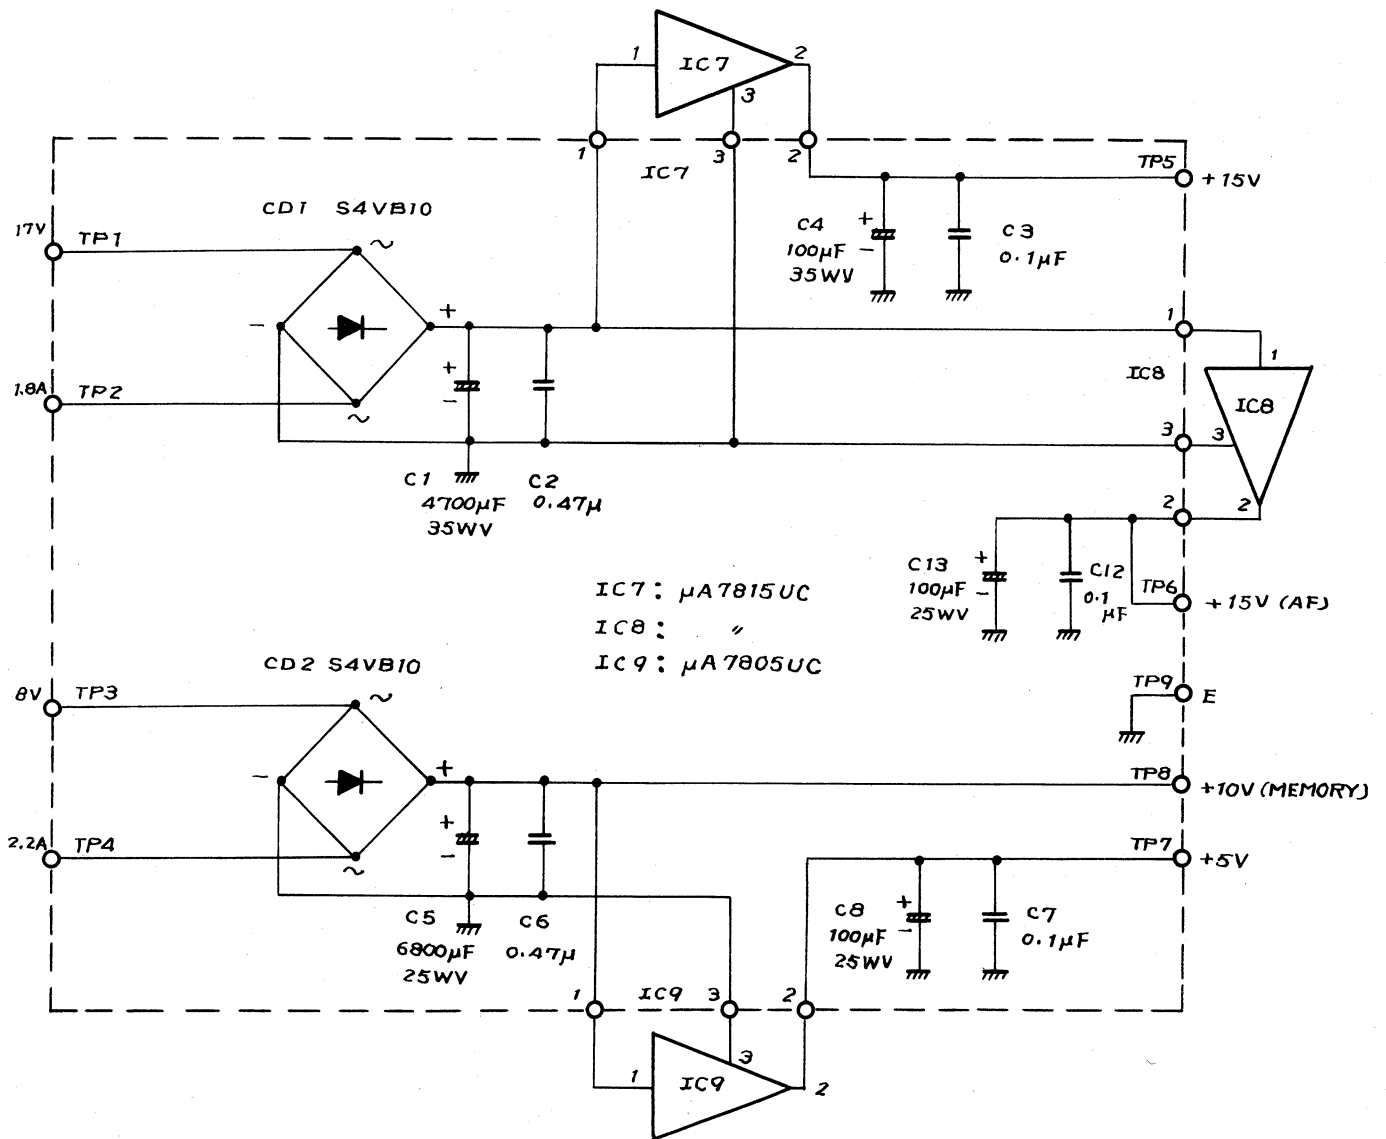 1
IC7
2
3
1
3
2
IC7
TP5
+15V
CD1 S4VB10
17V
TP1
~
C4
100µF
35WV
+
−
C3
0.1µF
−
+
+
−
1
1
IC8
IC8
1.8A
TP2
~
3
3
C1
4700µF
35WV
C2
0.47µ
2
2
C13
100µF
25WV
+
−
C12
0.1
µF
TP6
+15V (AF)
IC7: µA7815UC
IC8: "
IC9: µA7805UC
CD2 S4VB10
8V
TP3
~
TP9
E
−
+
+
−
TP8
+10V (MEMORY)
2.2A
TP4
~
TP7
+5V
C5
6800µF
25WV
C6
0.47µ
C8
100µF
25WV
+
−
C7
0.1µF
1
IC9
3
2
3
1
IC9
2